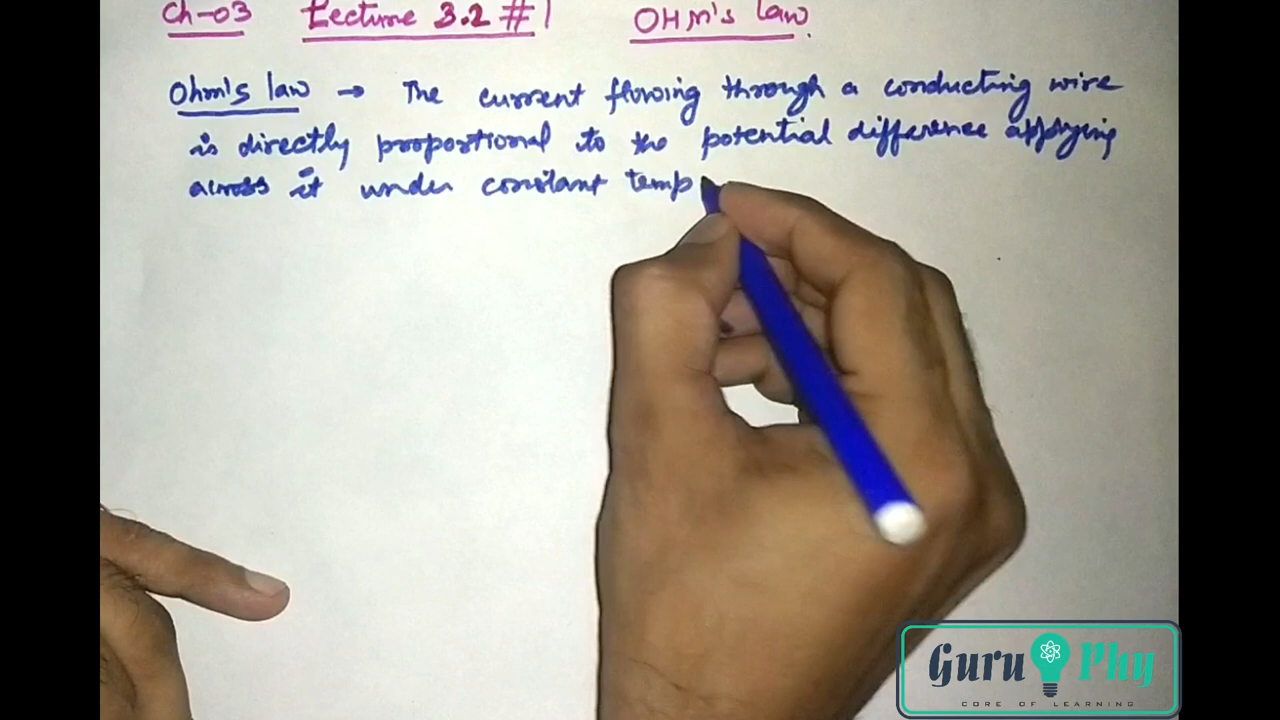 Ch-03 Lecture 3.2 #1 OHM's Law.
Ohm's law → The current flowing through a conducting wire
is directly proportional to the potential difference applying
across it under constant temp
Guru Phy
CORE OF LEARNING